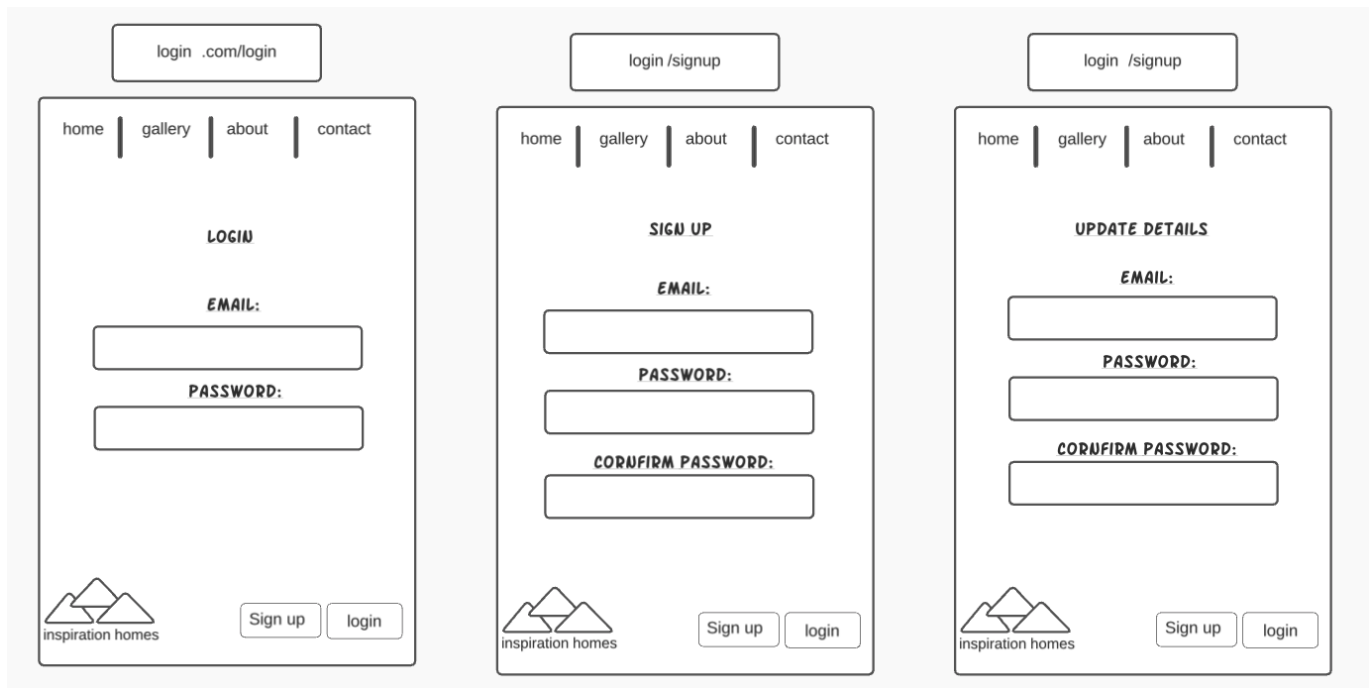 login .com/login
home gallery about contact
LOGIN
EMAIL:
PASSWORD:
inspiration homes
Sign up login
login /signup
home gallery about contact
SIGN UP
EMAIL:
PASSWORD:
CORNFIRM PASSWORD:
inspiration homes
Sign up login
login /signup
home gallery about contact
UPDATE DETAILS
EMAIL:
PASSWORD:
CORNFIRM PASSWORD:
inspiration homes
Sign up login